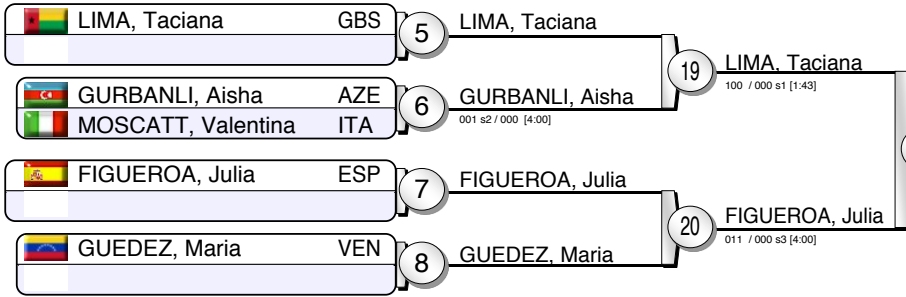 LIMA, Taciana GBS
5
LIMA, Taciana
19
LIMA, Taciana
100 / 000 s1 [1:43]
GURBANLI, Aisha AZE
MOSCATT, Valentina ITA
6
GURBANLI, Aisha
001 s2 / 000 [4:00]
FIGUEROA, Julia ESP
7
FIGUEROA, Julia
20
FIGUEROA, Julia
011 / 000 s3 [4:00]
GUEDEZ, Maria VEN
8
GUEDEZ, Maria